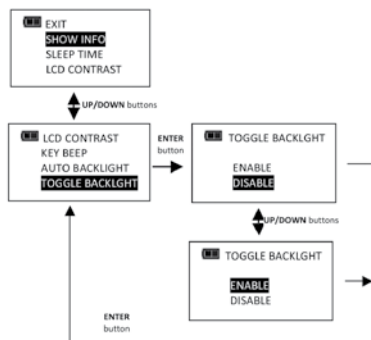 EXIT
SHOW INFO
SLEEP TIME
LCD CONTRAST
UP/DOWN buttons
LCD CONTRAST
KEY BEEP
AUTO BACKLIGHT
TOGGLE BACKLGHT
ENTER
button
TOGGLE BACKLGHT
ENABLE
DISABLE
UP/DOWN buttons
TOGGLE BACKLGHT
ENABLE
DISABLE
ENTER
button